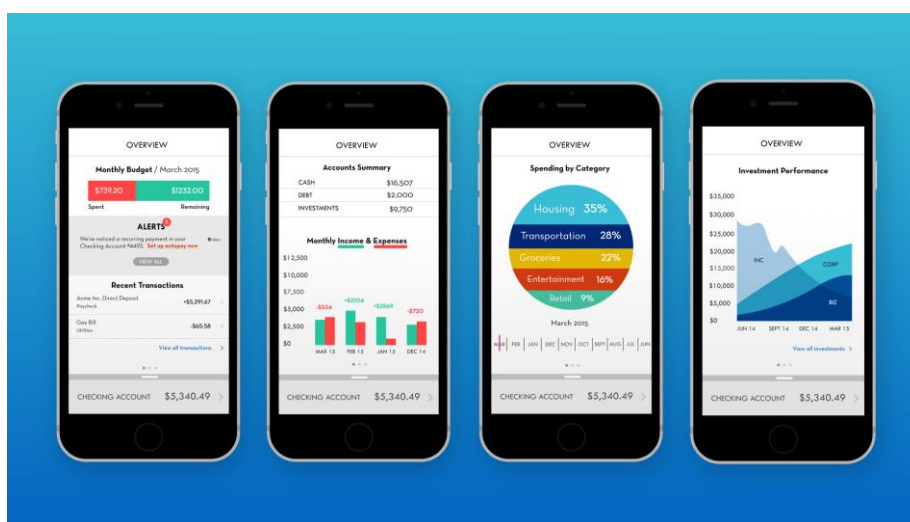 OVERVIEW
Monthly Budget / March 2015
$739.20 $1232.00
Spent Remaining
ALERTS
We've noticed a recurring payment in your
Checking Account *6493. Set up autopay now
VIEW ALL
Recent Transactions
Acme Inc. Direct Deposit
+$5,291.67 >
Paycheck
Gas Bill
-$65.58 >
Utilities
View all transactions >
CHECKING ACCOUNT $5,340.49 >
OVERVIEW
Accounts Summary
CASH $16,507
DEBT $2,000
INVESTMENTS $9,750
Monthly Income & Expenses
$12,500
$10,000
$7,500
$5,000
$2,500
$0
-$554 +$2104 +$2569 -$720
MAR 15 FEB 15 JAN 15 DEC 14
CHECKING ACCOUNT $5,340.49 >
OVERVIEW
Spending by Category
Housing 35%
Transportation 28%
Groceries 22%
Entertainment 16%
Retail 9%
March 2015
MAR FEB JAN DEC NOV OCT SEPT AUG JUL JUN
CHECKING ACCOUNT $5,340.49 >
OVERVIEW
Investment Performance
$35,000
$30,000
$25,000
$20,000
$15,000
$10,000
$5,000
$0
INC
CORP
BIZ
JUN 14 SEPT 14 DEC 14 MAR 15
View all investments >
CHECKING ACCOUNT $5,340.49 >